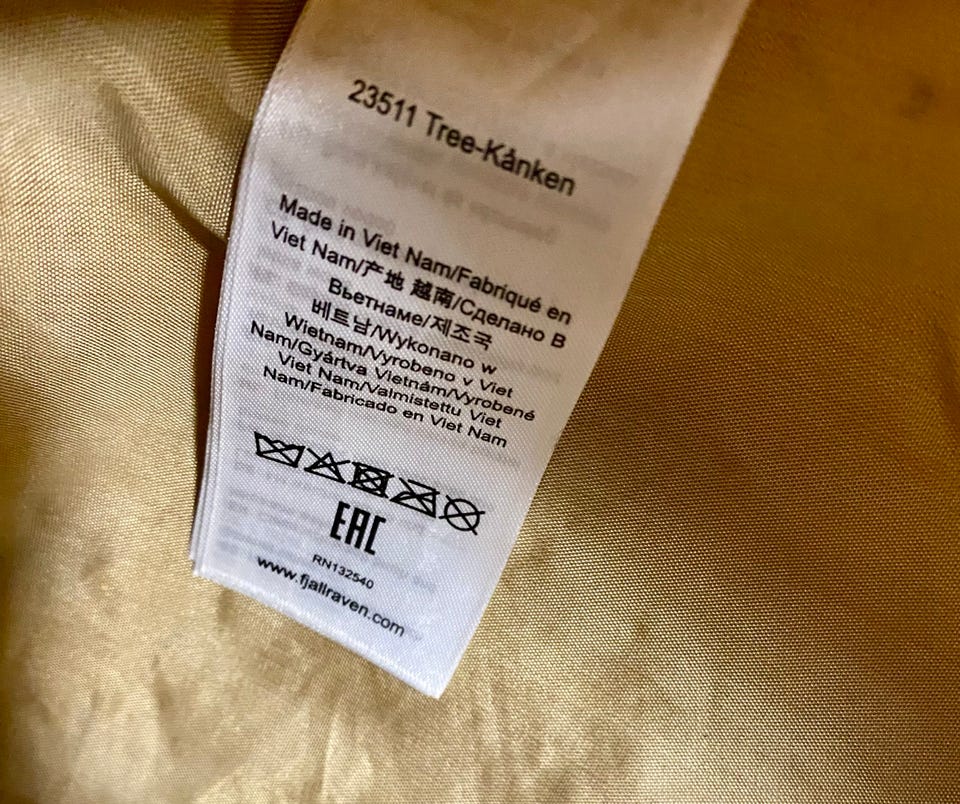 23511 Tree-Kånken
Made in Viet Nam/Fabriqué en
Viet Nam/产地 越南/Сделано В
Вьетнаме/제조국
베트남/Wykonano w
Wietnam/Vyrobeno v Viet
Nam/Gyártva Vietnám/Vyrobené
Viet Nam/Valmistettu Viet
Nam/Fabricado en Viet Nam
EAC
RN132540
www.fjallraven.com